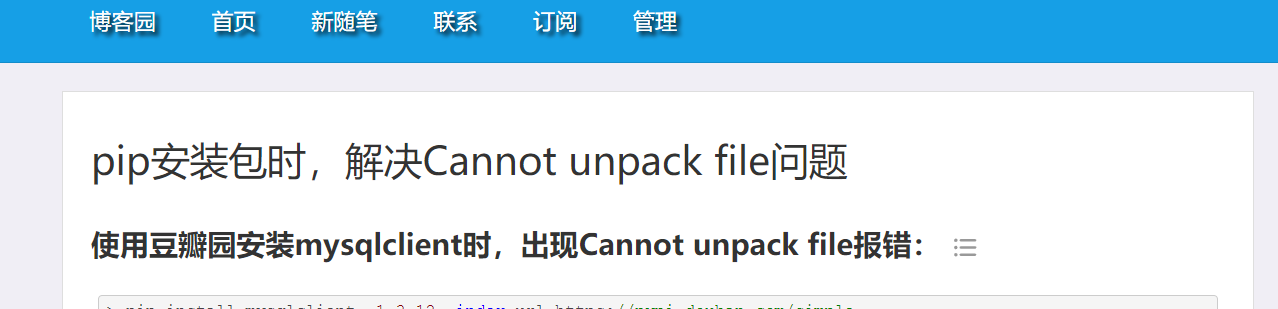 博客园 首页 新随笔 联系 订阅 管理
pip安装包时，解决Cannot unpack file问题
使用豆瓣园安装mysqlclient时，出现Cannot unpack file报错：